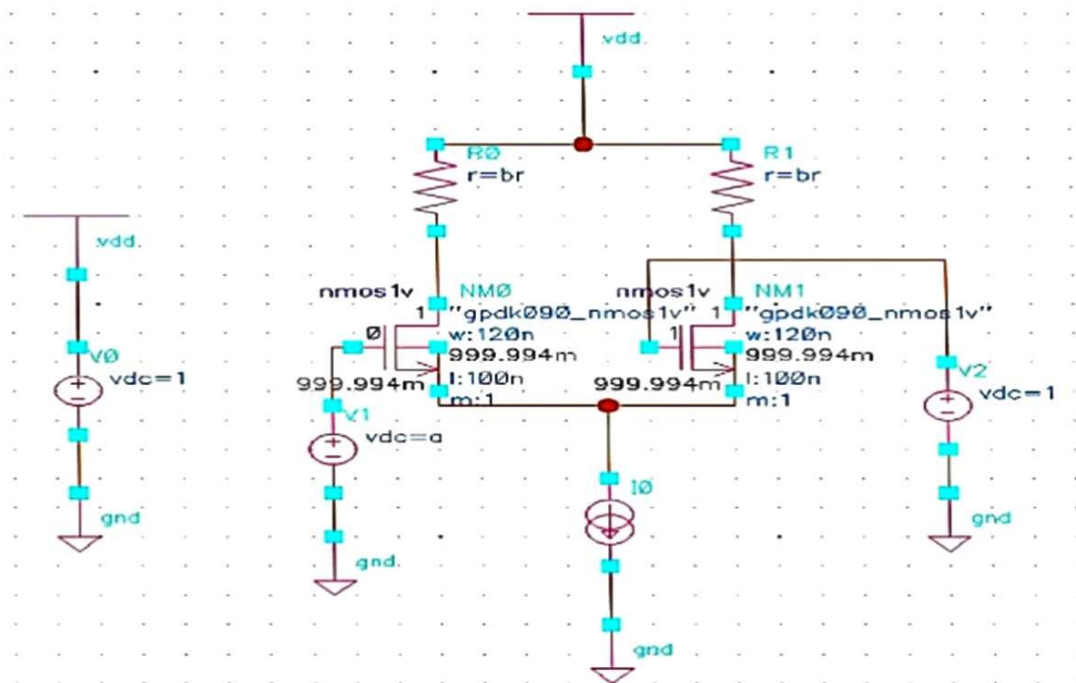 vdd.
R0
r=br
R1
r=br
vdd.
nmos1v
NM0
1
"gpdk090_nmos1v"
0
w:120n
999.994m
999.994m
l:100n
m:1
nmos1v
NM1
1
"gpdk090_nmos1v"
1
w:120n
999.994m
999.994m
l:100n
m:1
V0
vdc=1
V1
vdc=a
V2
vdc=1
I0
gnd
gnd.
gnd
gnd